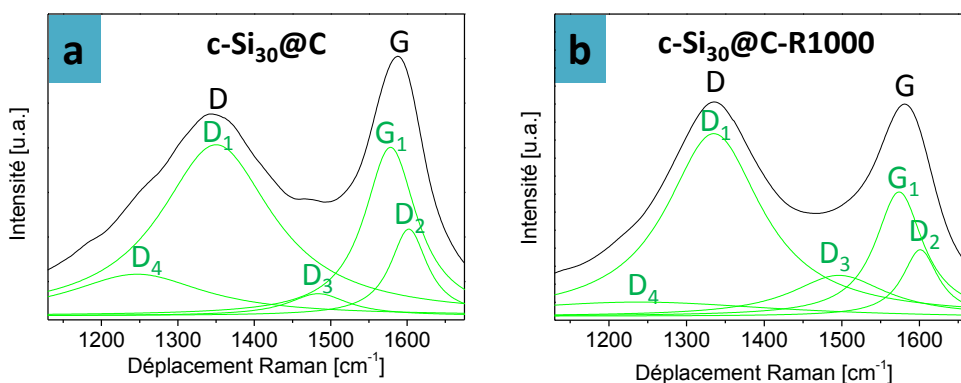 a
c-Si₃₀@C
G
D
D₁
G₁
D₂
D₄
D₃
Intensité [u.a.]
1200 1300 1400 1500 1600
Déplacement Raman [cm⁻¹]
b
c-Si₃₀@C-R1000
D
G
D₁
G₁
D₂
D₃
D₄
Intensité [u.a.]
1200 1300 1400 1500 1600
Déplacement Raman [cm⁻¹]